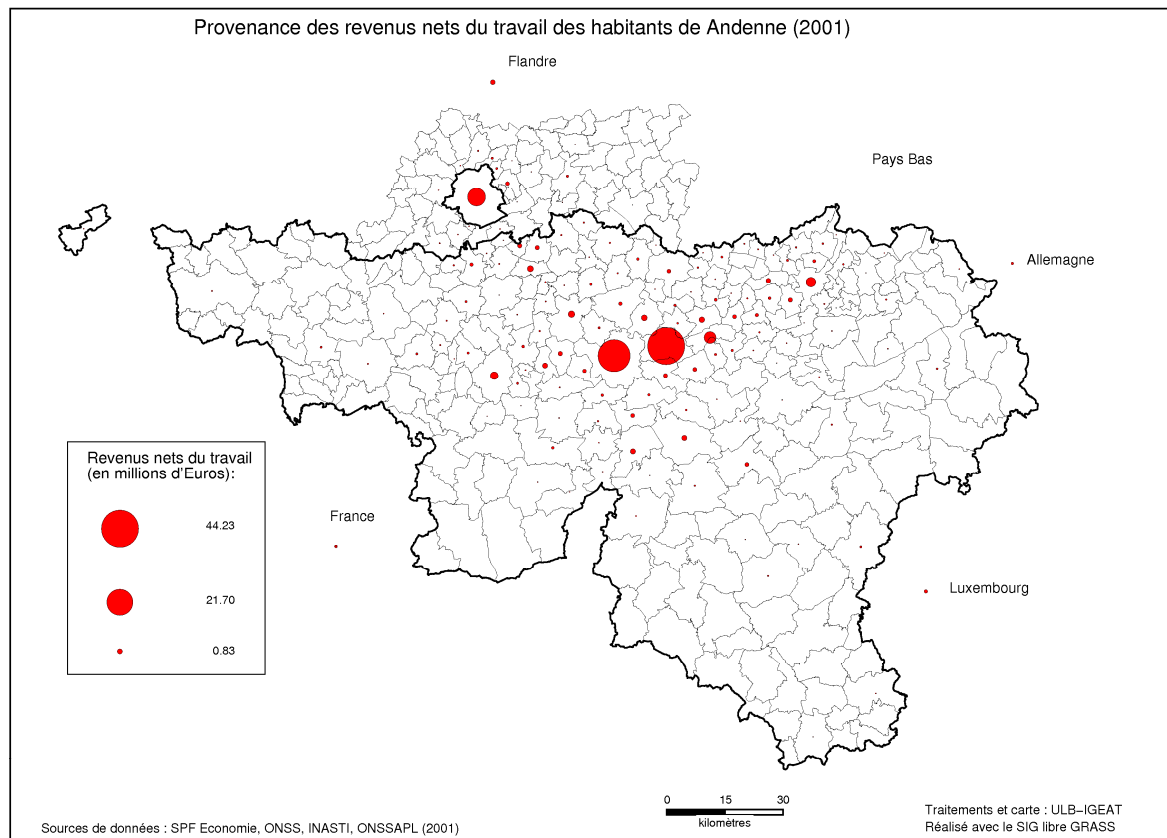 Provenance des revenus nets du travail des habitants de Andenne (2001)
Flandre
Pays Bas
Allemagne
Revenus nets du travail
(en millions d'Euros):
44.23
21.70
0.83
France
Luxembourg
0 15 30
kilomètres
Sources de données : SPF Economie, ONSS, INASTI, ONSSAPL (2001)
Traitements et carte : ULB-IGEAT
Réalisé avec le SIG libre GRASS